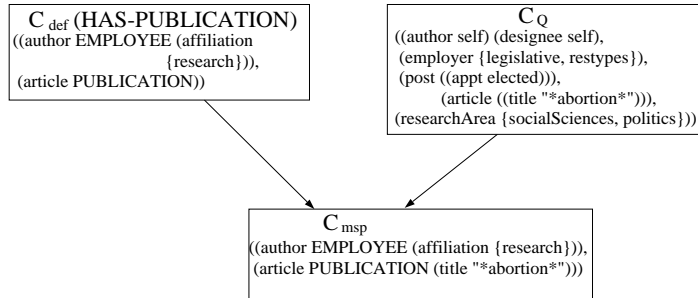 C def (HAS-PUBLICATION)
((author EMPLOYEE (affiliation
{research})),
(article PUBLICATION))
C Q
((author self) (designee self),
(employer {legislative, restypes}),
(post ((appt elected))),
(article ((title "*abortion*"))),
(researchArea {socialSciences, politics}))
C msp
((author EMPLOYEE (affiliation {research})),
(article PUBLICATION (title "*abortion*")))